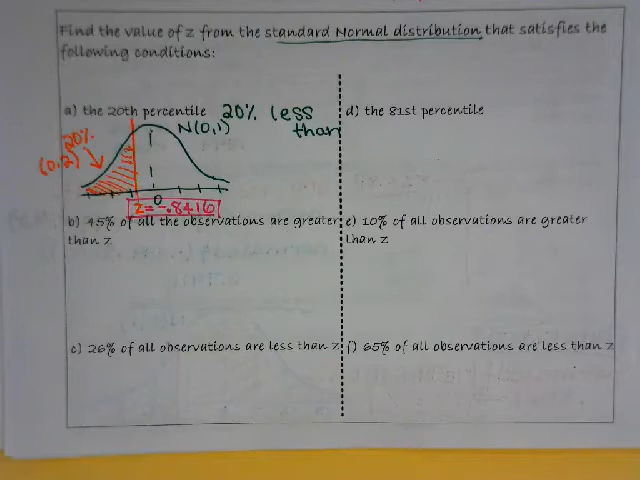 Find the value of z from the standard Normal distribution that satisfies the
following conditions:
a) the 20th percentile 20% less
than
20%
(0.2)
N(0,1)
0
z=-.8416
d) the 81st percentile
b) 45% of all the observations are greater
than z
e) 10% of all observations are greater
than z
c) 26% of all observations are less than z
f) 65% of all observations are less than z